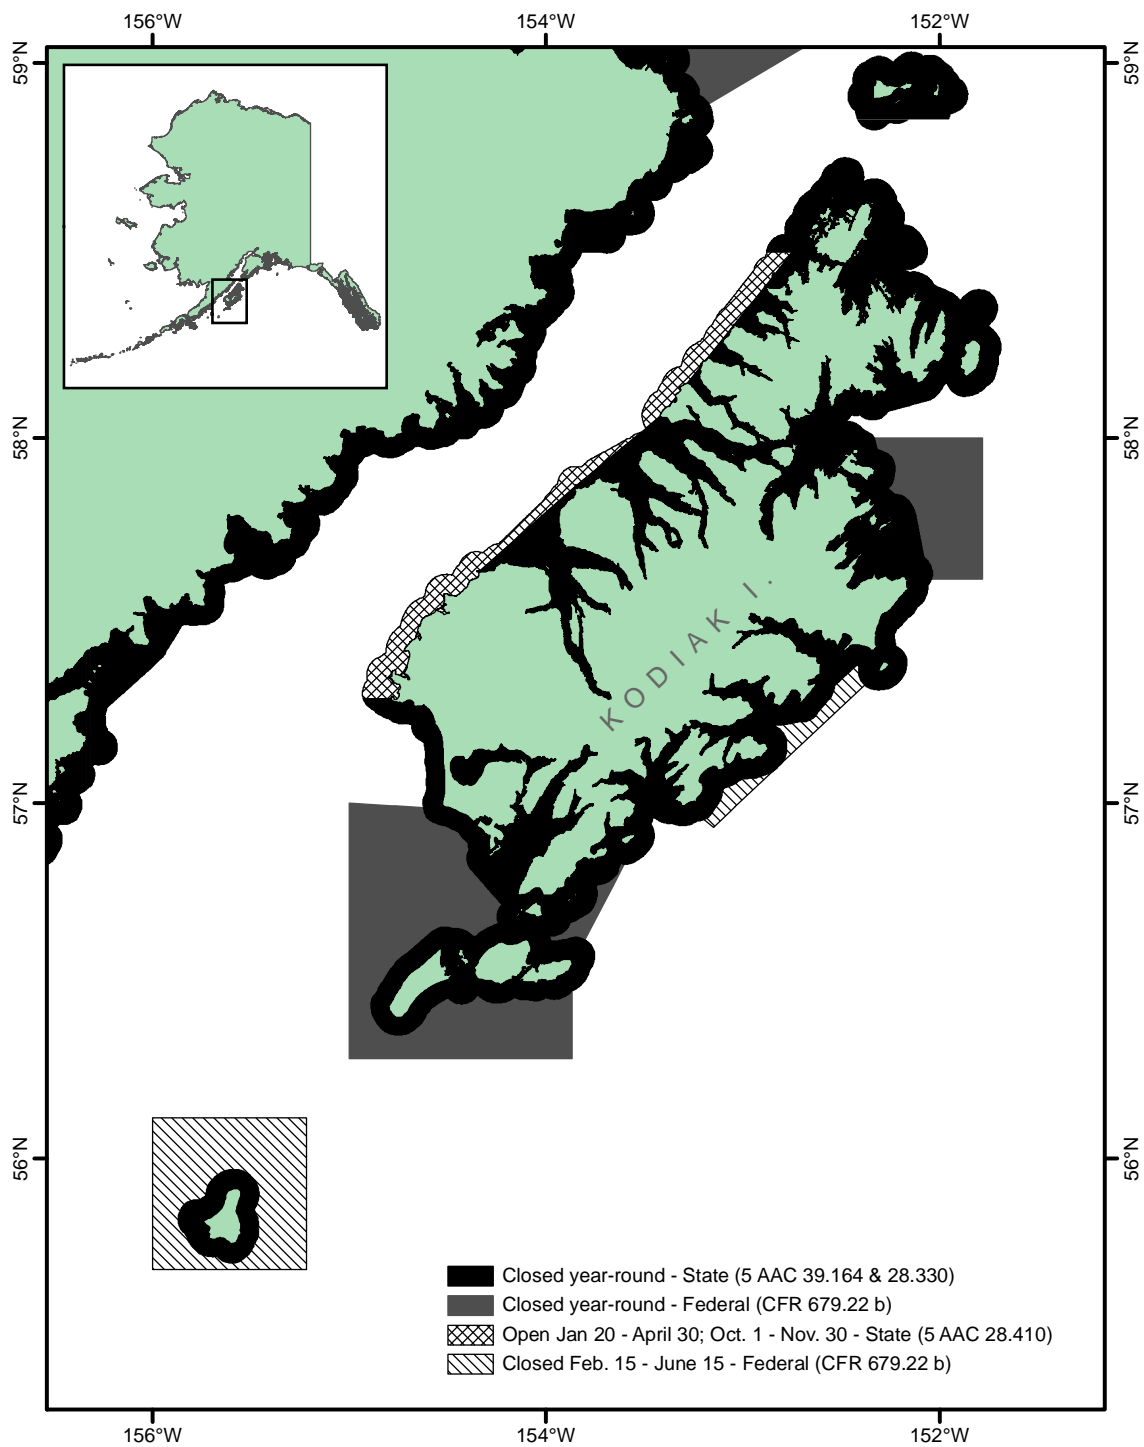 156°W 154°W 152°W
59°N 59°N
58°N 58°N
KODIAK I.
57°N 57°N
56°N 56°N
Closed year-round - State (5 AAC 39.164 & 28.330)
Closed year-round - Federal (CFR 679.22 b)
Open Jan 20 - April 30; Oct. 1 - Nov. 30 - State (5 AAC 28.410)
Closed Feb. 15 - June 15 - Federal (CFR 679.22 b)
156°W 154°W 152°W